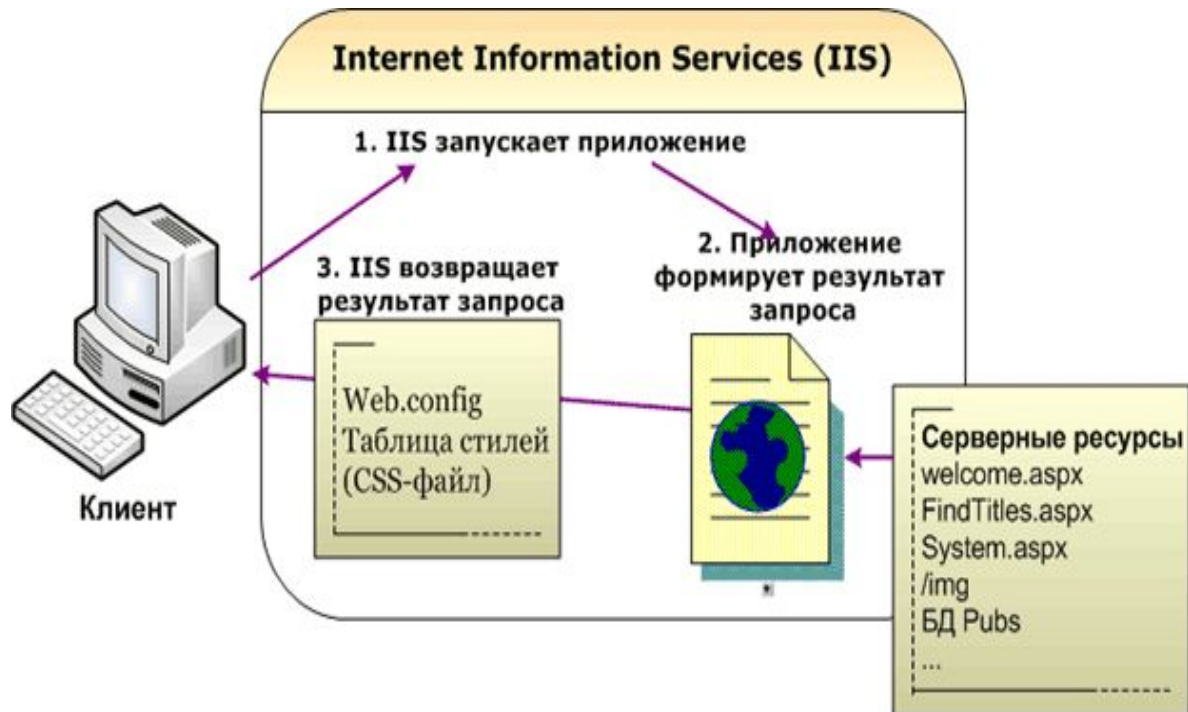 Internet Information Services (IIS)
1. IIS запускает приложение
2. Приложение
формирует результат
запроса
3. IIS возвращает
результат запроса
Web.config
Таблица стилей
(CSS-файл)
Клиент
Серверные ресурсы
welcome.aspx
FindTitles.aspx
System.aspx
/img
БД Pubs
...